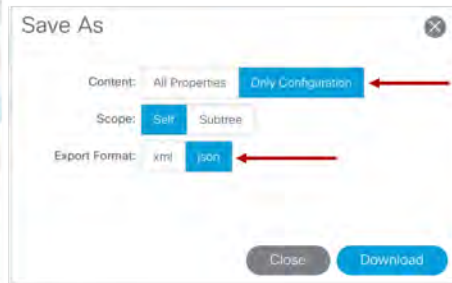 Save As
Content: All Properties Only Configuration
Scope: Self Subtree
Export Format: xml json
Close Download